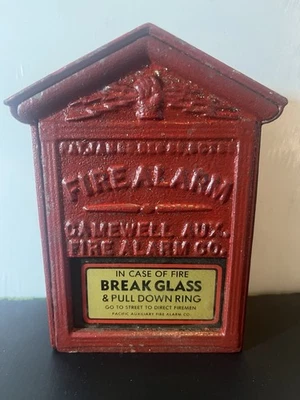 FIRE ALARM
GAMEWELL AUX.
FIRE ALARM CO.
IN CASE OF FIRE
BREAK GLASS
& PULL DOWN RING
GO TO STREET TO DIRECT FIREMEN
PACIFIC AUXILIARY FIRE ALARM CO.